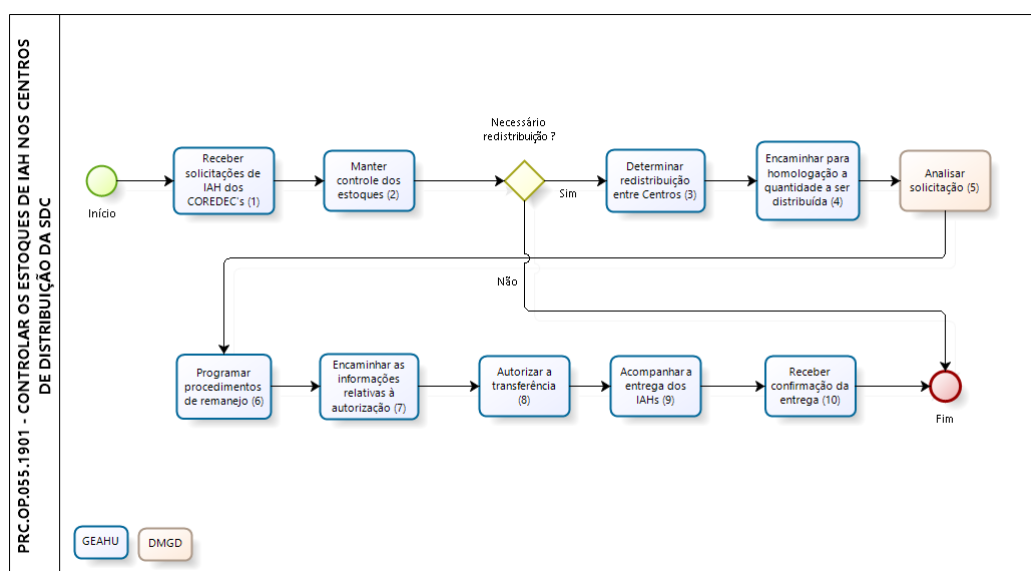 PRC.OP.055.1901 - CONTROLAR OS ESTOQUES DE IAH NOS CENTROS
DE DISTRIBUIÇÃO DA SDC
Início
Receber
solicitações de
IAH dos
COREDEC's (1)
Manter
controle dos
estoques (2)
Necessário
redistribuição ?
Sim
Determinar
redistribuição
entre Centros (3)
Encaminhar para
homologação a
quantidade a ser
distribuída (4)
Analisar
solicitação (5)
Não
Programar
procedimentos
de remanejo (6)
Encaminhar as
informações
relativas à
autorização (7)
Autorizar a
transferência
(8)
Acompanhar a
entrega dos
IAHs (9)
Receber
confirmação da
entrega (10)
Fim
GEAHU
DMGD